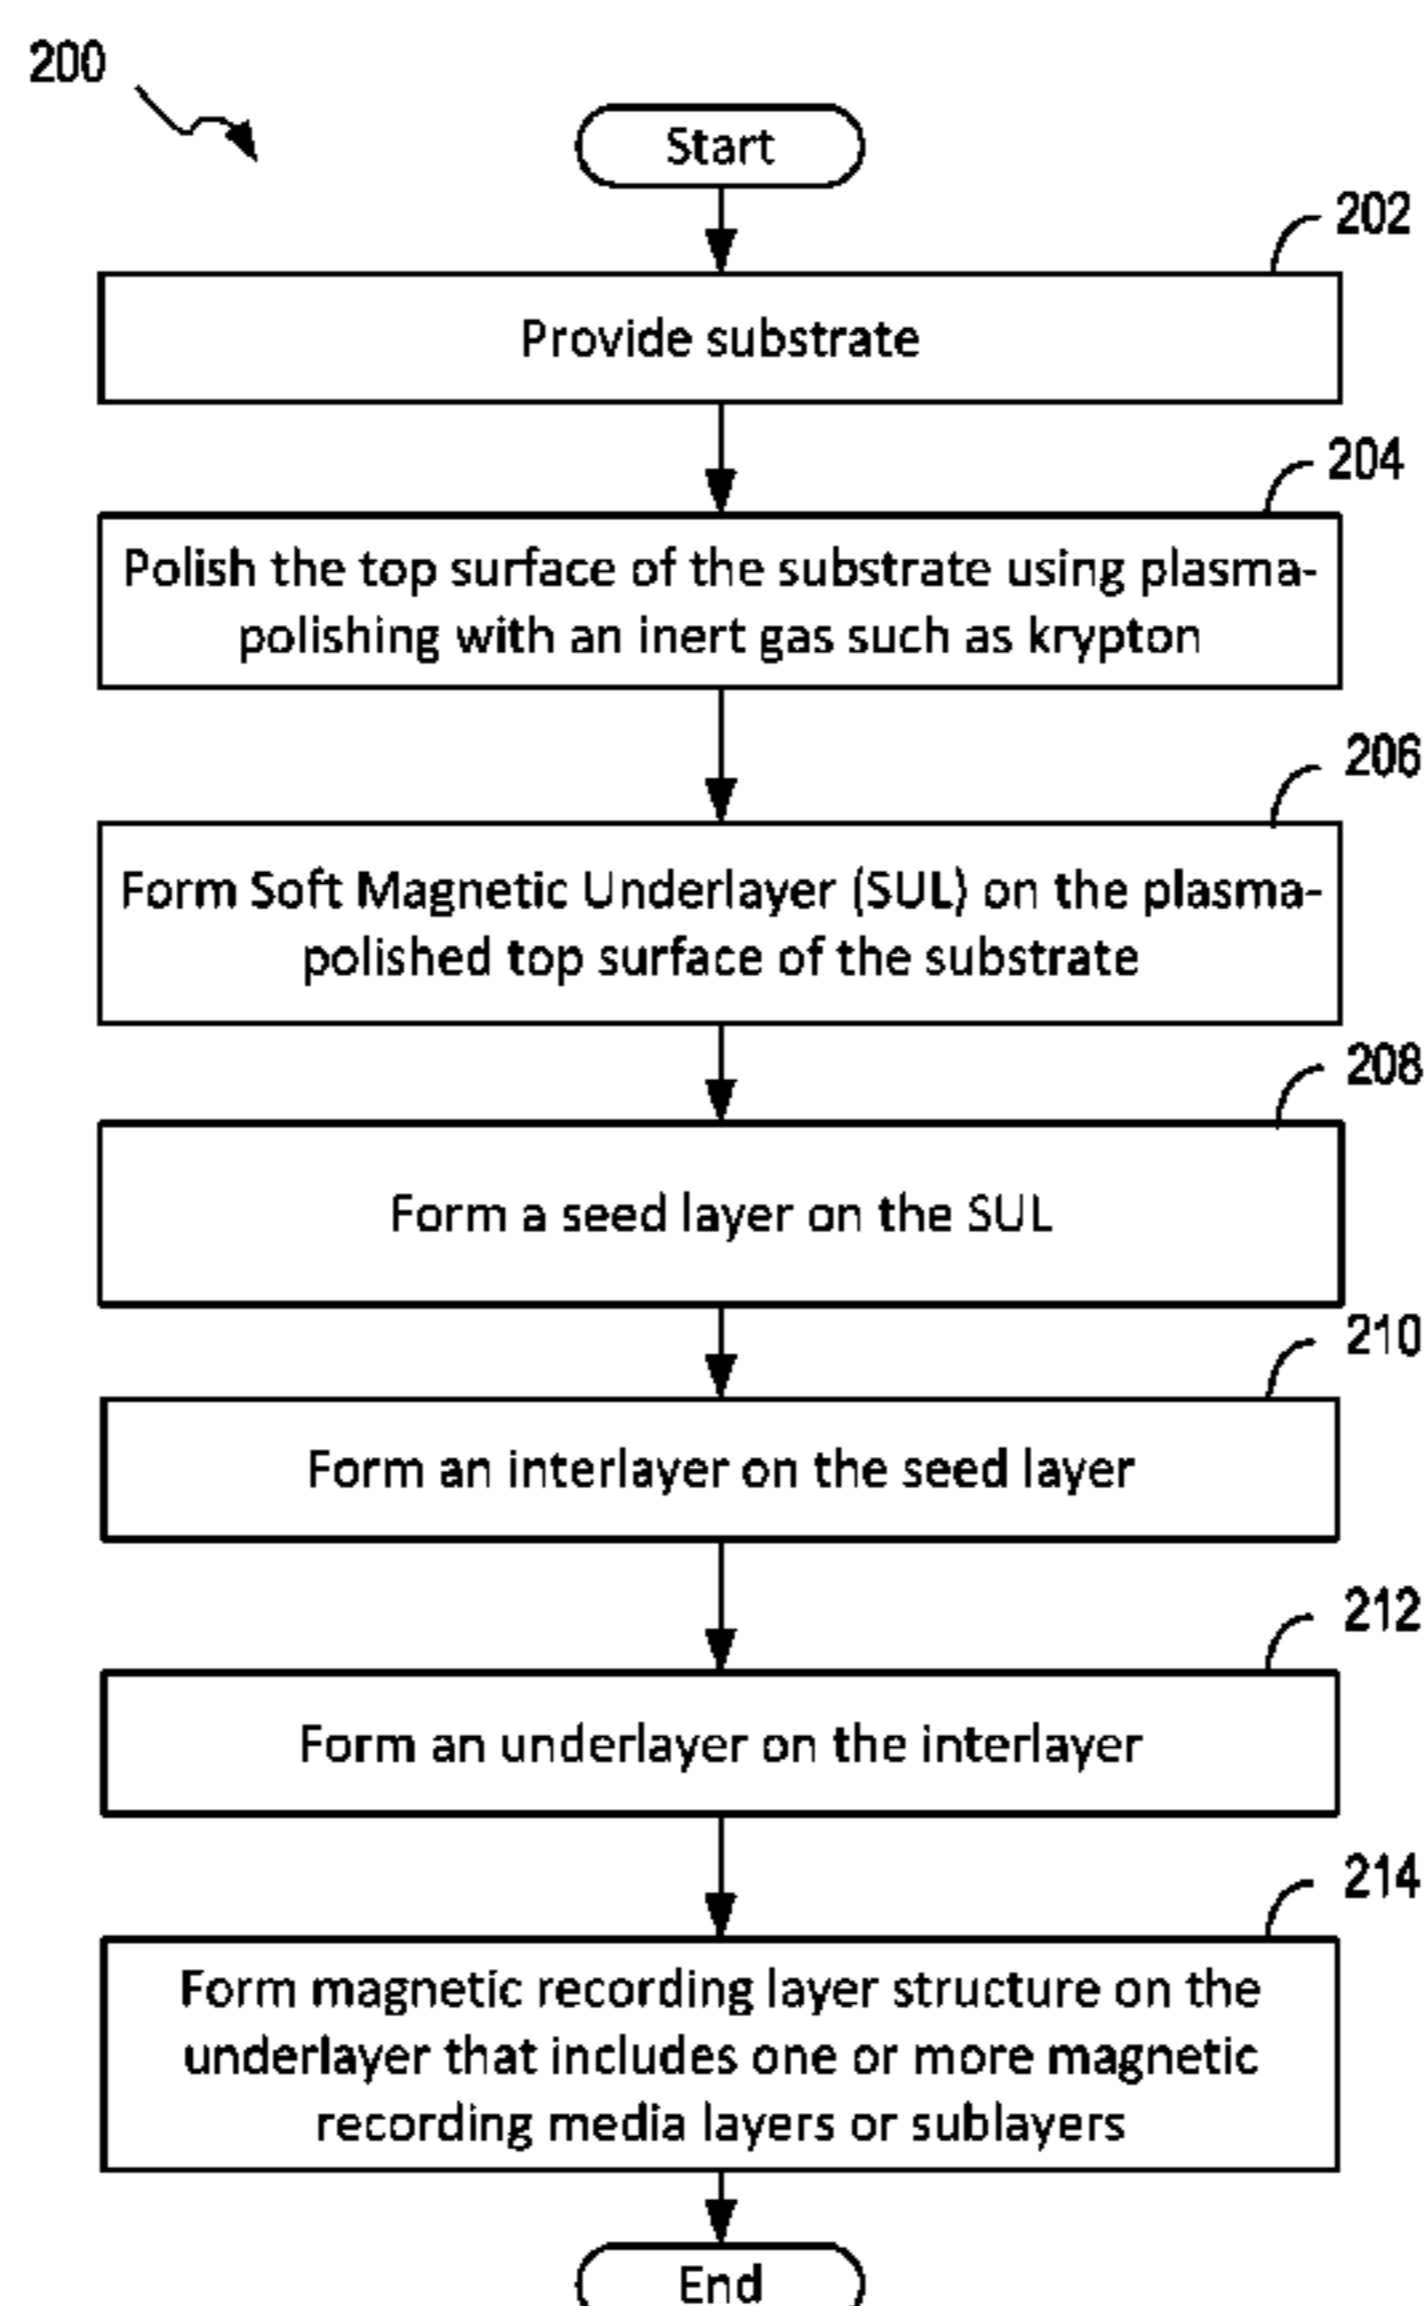 200
Start
202
Provide substrate
204
Polish the top surface of the substrate using plasma-
polishing with an inert gas such as krypton
206
Form Soft Magnetic Underlayer (SUL) on the plasma-
polished top surface of the substrate
208
Form a seed layer on the SUL
210
Form an interlayer on the seed layer
212
Form an underlayer on the interlayer
214
Form magnetic recording layer structure on the
underlayer that includes one or more magnetic
recording media layers or sublayers
End